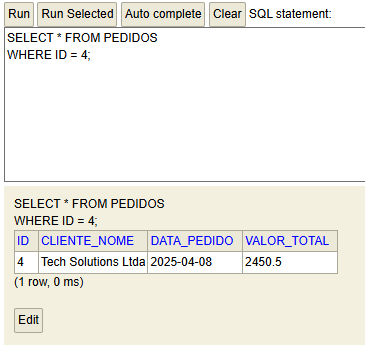 Run Run Selected Auto complete Clear SQL statement:
SELECT * FROM PEDIDOS
WHERE ID = 4;
SELECT * FROM PEDIDOS
WHERE ID = 4;
ID CLIENTE_NOME DATA_PEDIDO VALOR_TOTAL
4 Tech Solutions Ltda 2025-04-08 2450.5
(1 row, 0 ms)
Edit